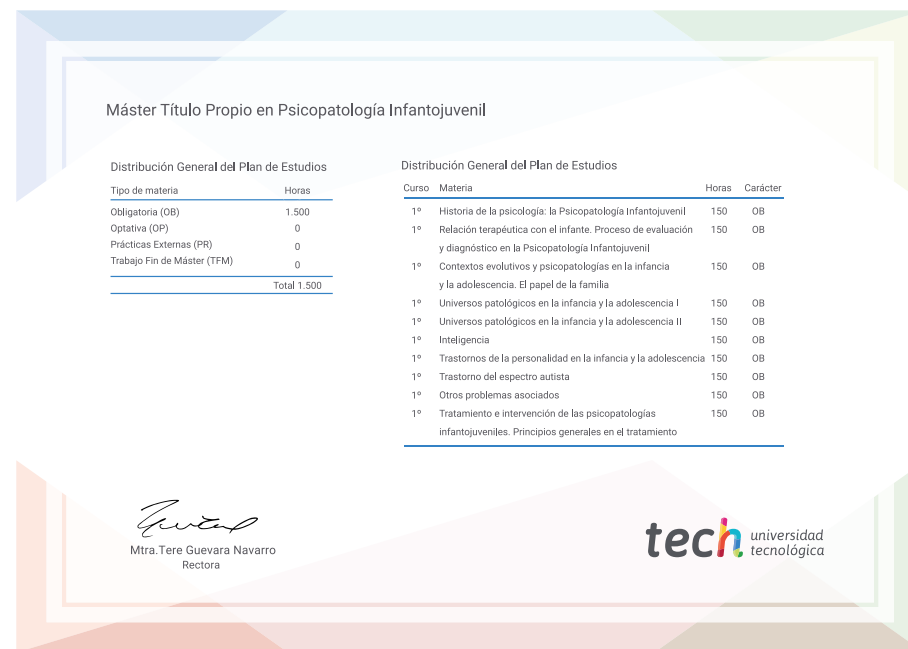 Máster Título Propio en Psicopatología Infantojuvenil
Distribución General del Plan de Estudios
Tipo de materia Horas
Obligatoria (OB) 1.500
Optativa (OP) 0
Prácticas Externas (PR) 0
Trabajo Fin de Máster (TFM) 0
Total 1.500
Distribución General del Plan de Estudios
Curso Materia Horas Carácter
1º Historia de la psicología: la Psicopatología Infantojuvenil 150 OB
1º Relación terapéutica con el infante. Proceso de evaluación 150 OB
y diagnóstico en la Psicopatología Infantojuvenil
1º Contextos evolutivos y psicopatologías en la infancia 150 OB
y la adolescencia. El papel de la familia
1º Universos patológicos en la infancia y la adolescencia I 150 OB
1º Universos patológicos en la infancia y la adolescencia II 150 OB
1º Inteligencia 150 OB
1º Trastornos de la personalidad en la infancia y la adolescencia 150 OB
1º Trastorno del espectro autista 150 OB
1º Otros problemas asociados 150 OB
1º Tratamiento e intervención de las psicopatologías 150 OB
infantojuveniles. Principios generales en el tratamiento
Mtra.Tere Guevara Navarro
Rectora
tech universidad
tecnológica